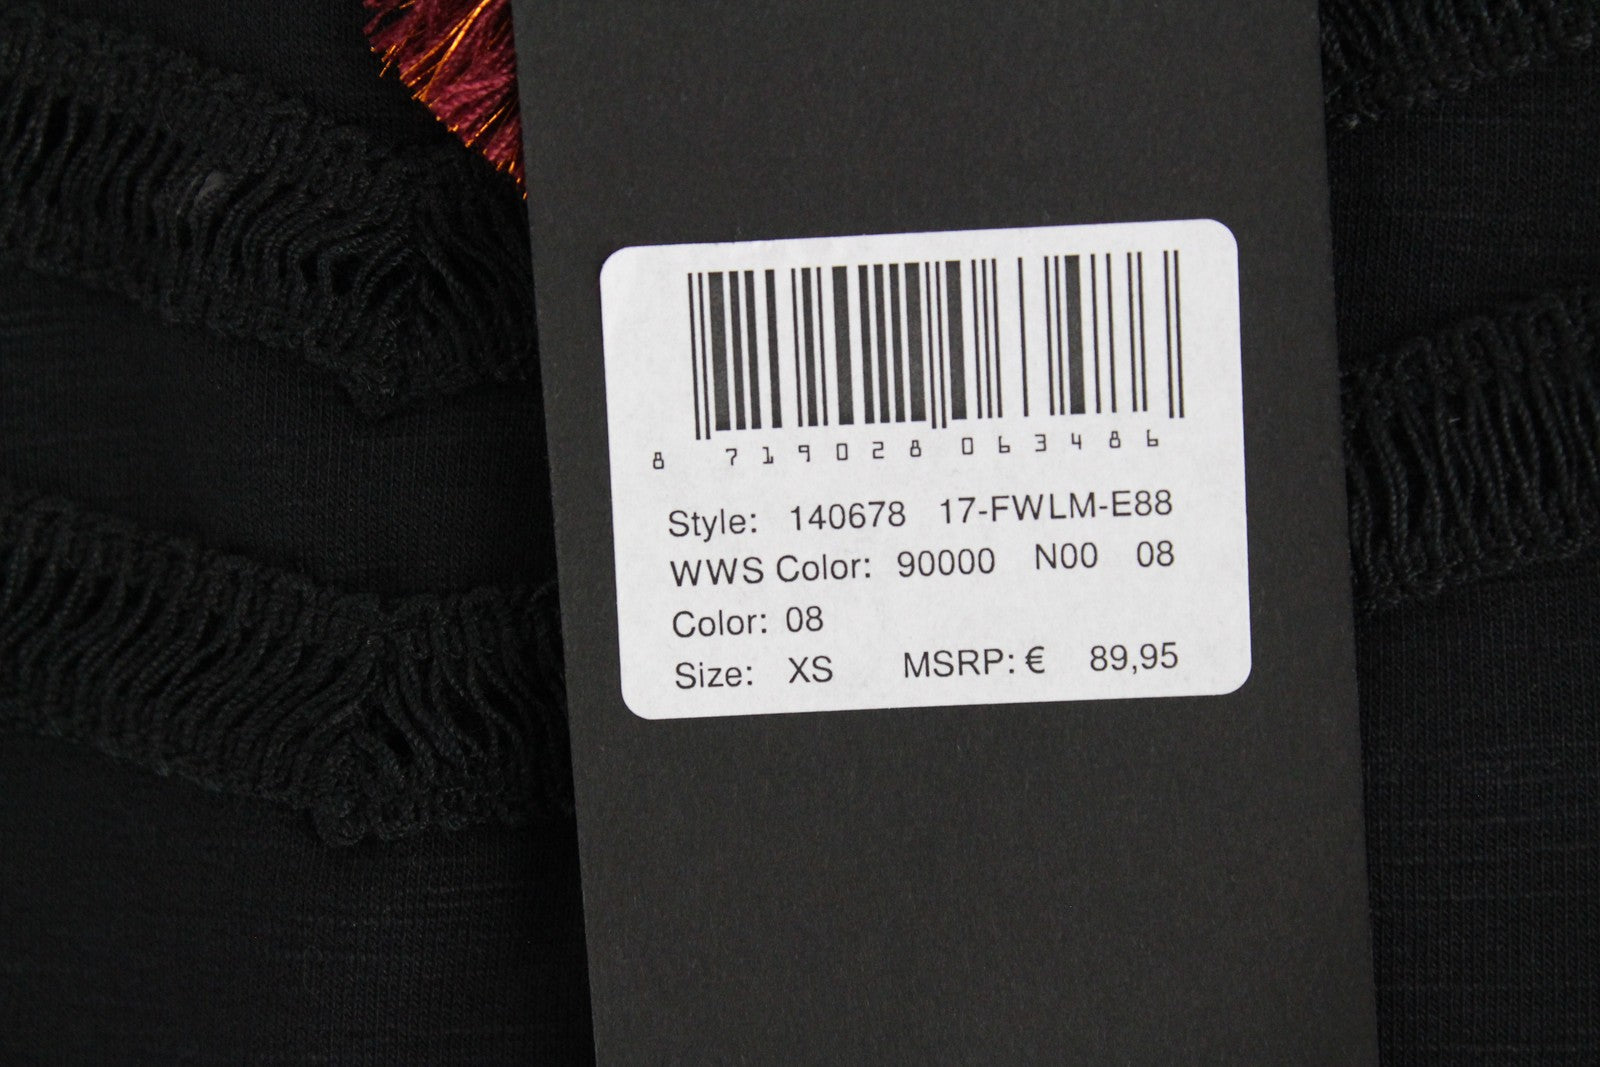 8 719028 063486
Style: 140678 17-FWLM-E88
WWS Color: 90000 N00 08
Color: 08
Size: XS MSRP: € 89,95